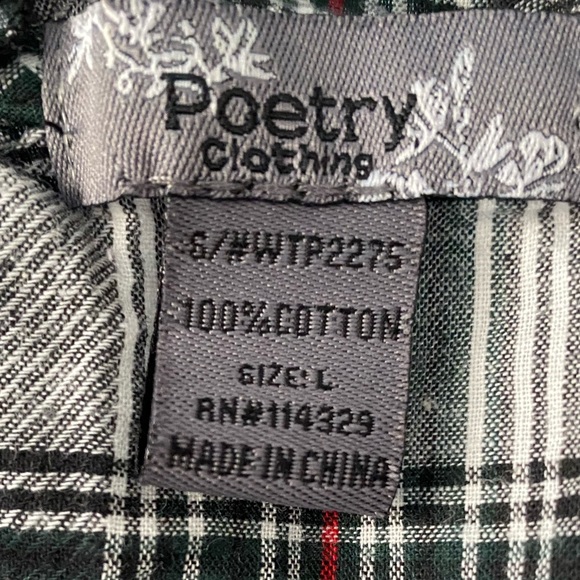 Poetry
Clothing
S/#WTP2275
100%COTTON
SIZE: L
RN#114329
MADE IN CHINA